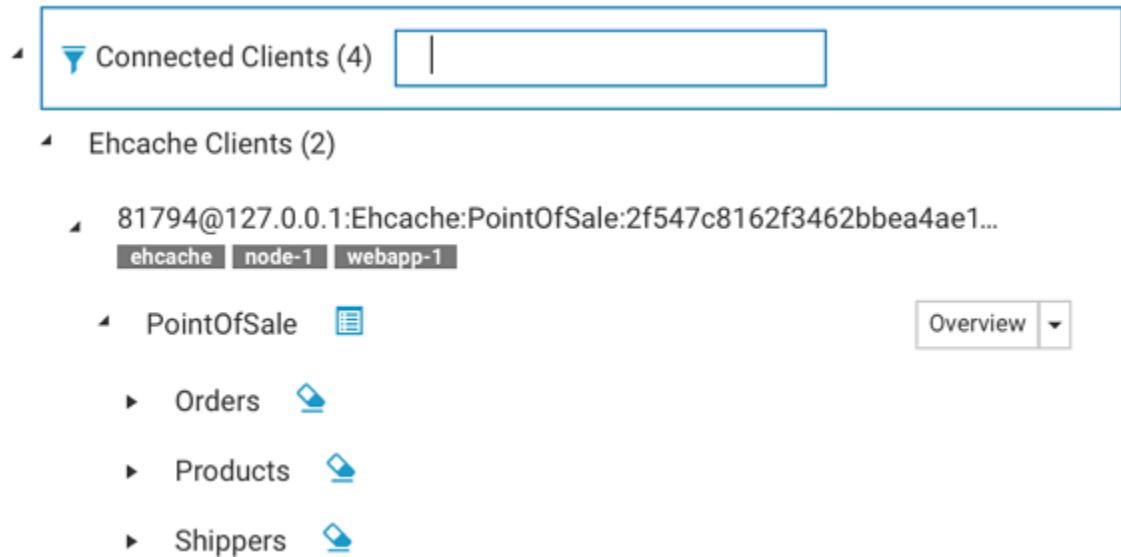 Connected Clients (4)
Ehcache Clients (2)
81794@127.0.0.1:Ehcache:PointOfSale:2f547c8162f3462bbea4ae1...
ehcache node-1 webapp-1
PointOfSale Overview
Orders
Products
Shippers